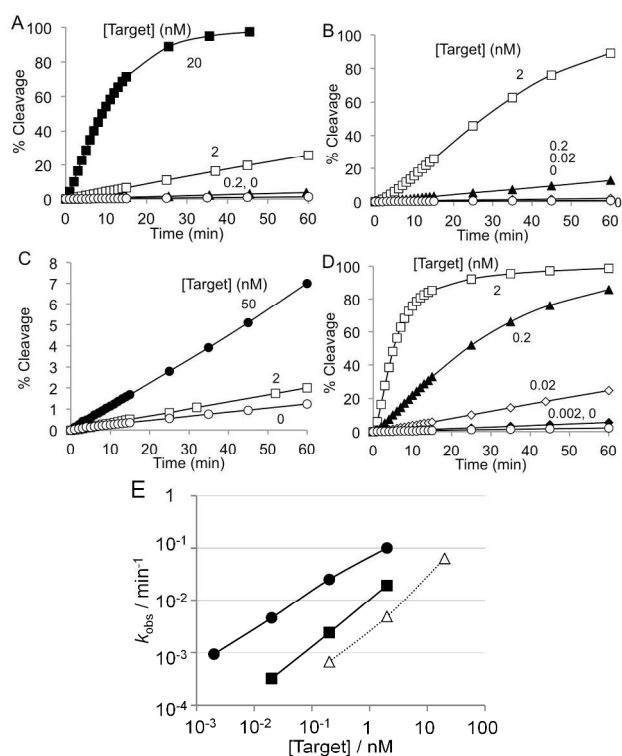 A
[Target] (nM)
100
80
60
40
20
0
% Cleavage
20
2
0.2, 0
0 10 20 30 40 50 60
Time (min)
B
[Target] (nM)
100
80
60
40
20
0
% Cleavage
2
0.2
0.02
0
0
0 10 20 30 40 50 60
Time (min)
C
[Target] (nM)
8
7
6
5
4
3
2
1
0
% Cleavage
50
2
0
0 10 20 30 40 50 60
Time (min)
D
[Target] (nM)
100
80
60
40
20
0
% Cleavage
2
0.2
0.02
0.002, 0
0 10 20 30 40 50 60
Time (min)
E
1
10⁻¹
10⁻²
10⁻³
10⁻⁴
kobs / min⁻¹
10⁻³ 10⁻² 10⁻¹ 1 10 100
[Target] / nM